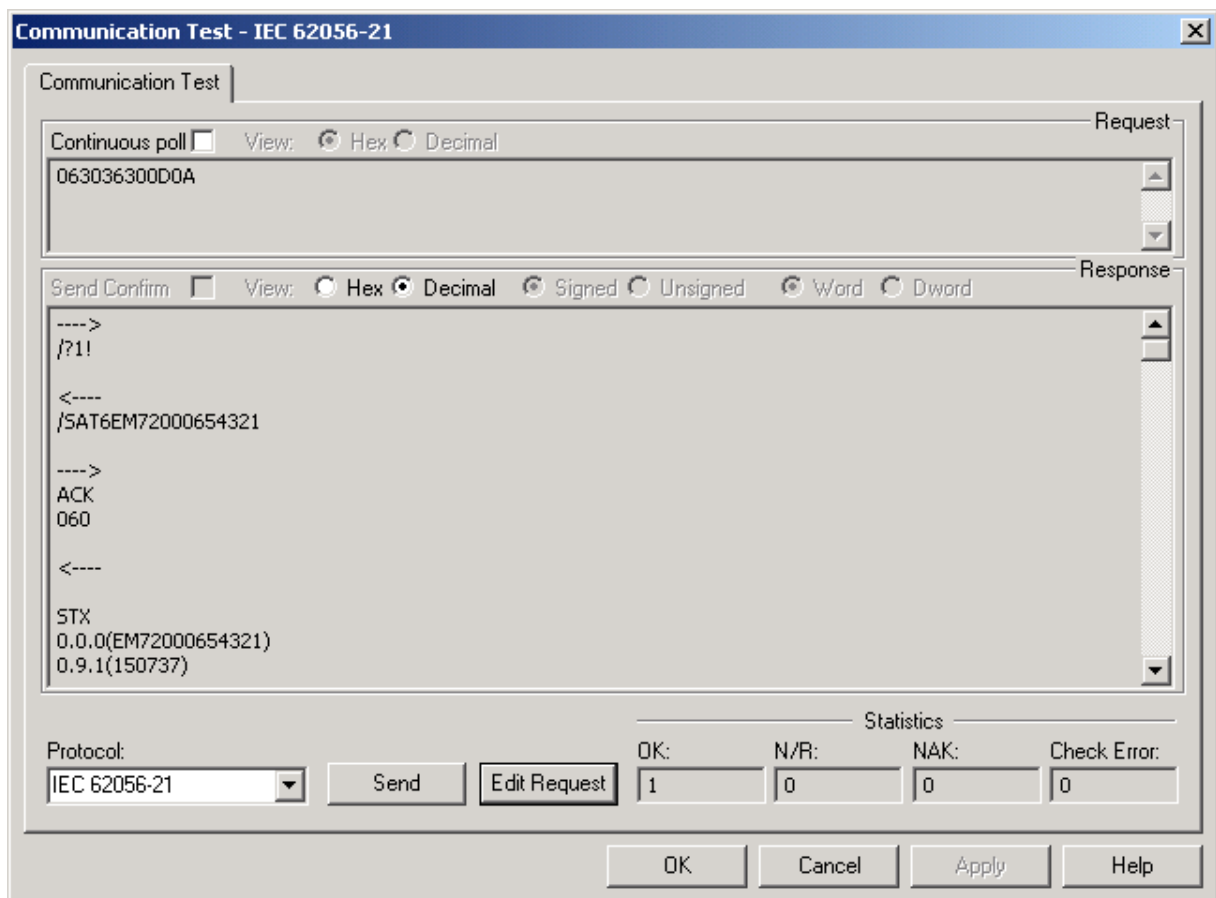 Communication Test - IEC 62056-21
Communication Test
Request
Continuous poll View: Hex Decimal
063036300D0A
Response
Send Confirm View: Hex Decimal Signed Unsigned Word Dword
---->
/?1!
<----
/SAT6EM72000654321
---->
ACK
060
<----
STX
0.0.0(EM72000654321)
0.9.1(150737)
Statistics
Protocol: OK: N/R: NAK: Check Error:
IEC 62056-21 Send Edit Request 1 0 0 0
OK Cancel Apply Help